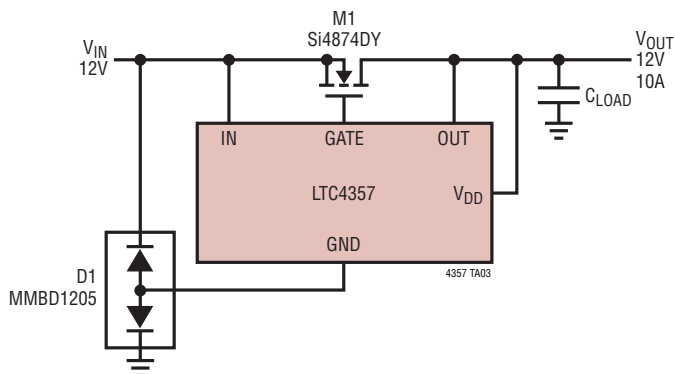 M1
Si4874DY
VIN
12V
VOUT
12V
10A
CLOAD
IN
GATE
OUT
LTC4357
VDD
GND
4357 TA03
D1
MMBD1205